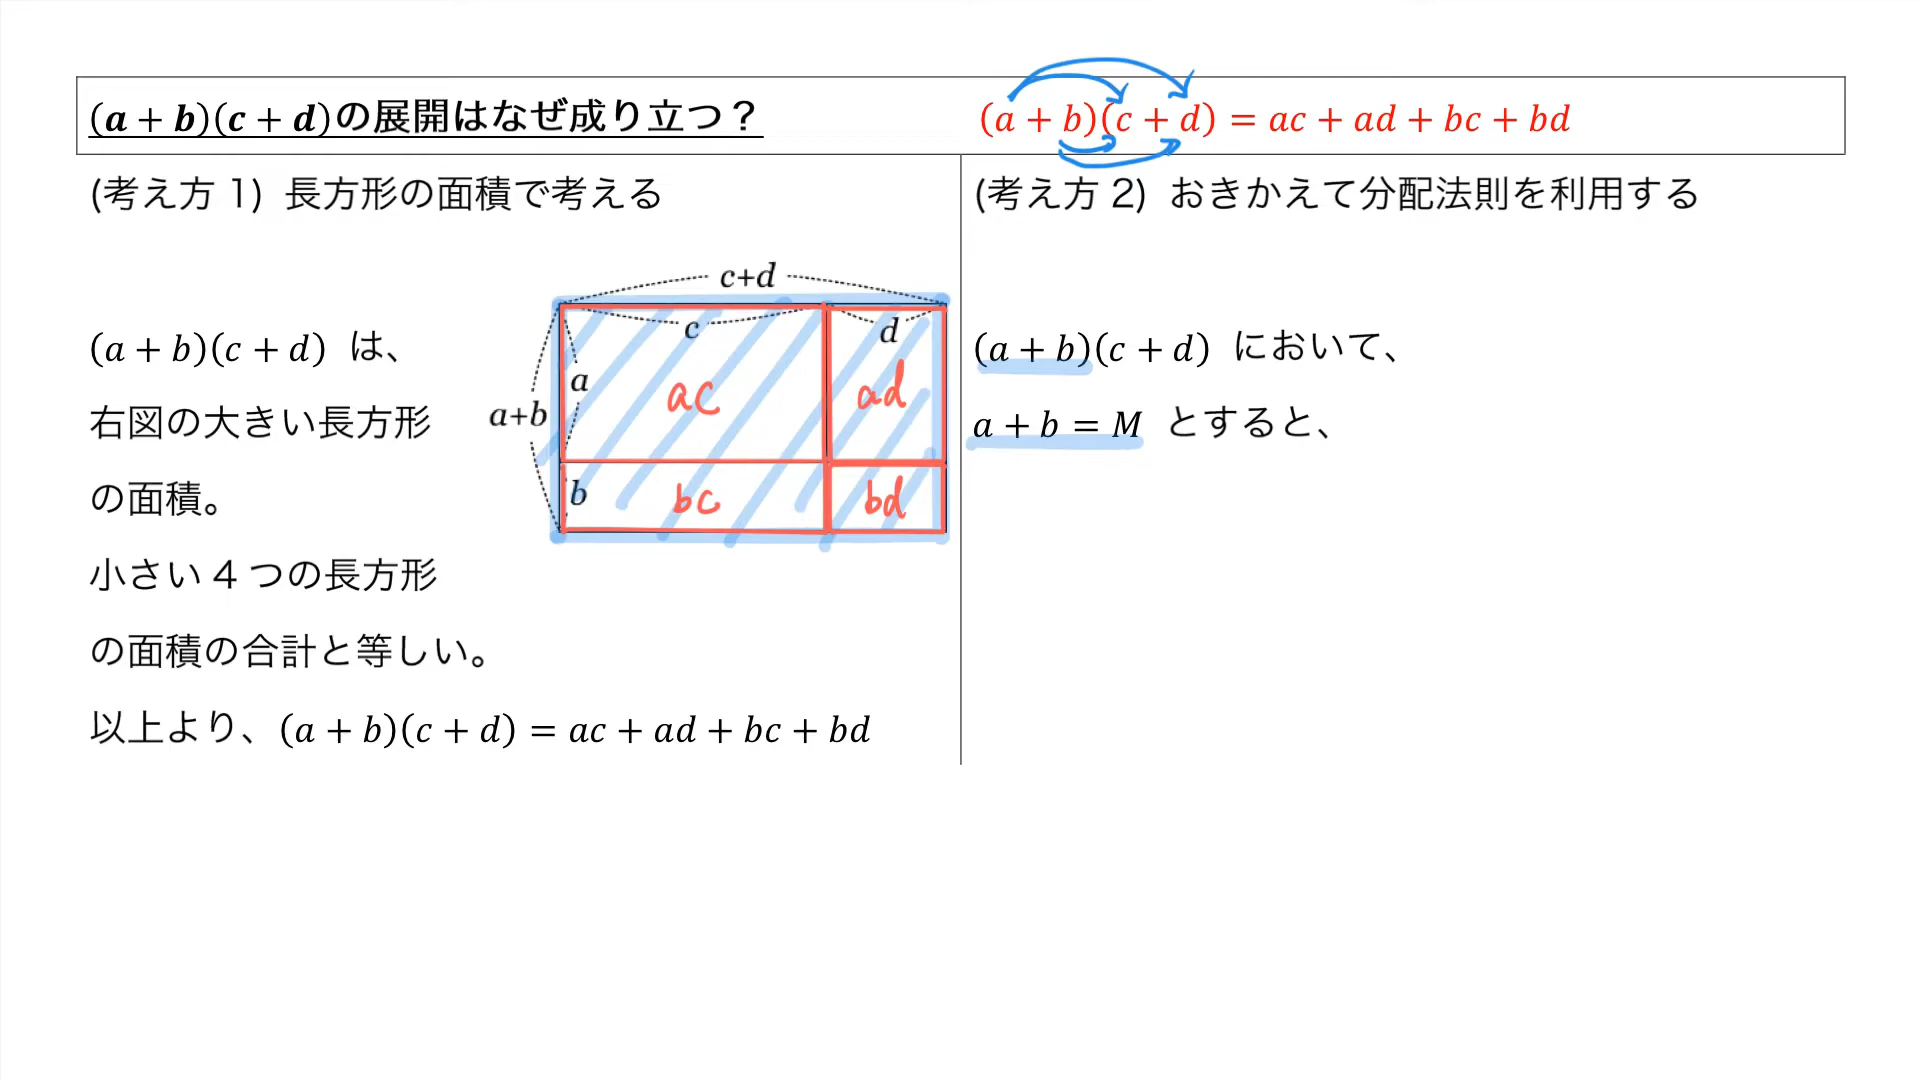 (a + b)(c + d)の展開はなぜ成り立つ？
(a + b)(c + d) = ac + ad + bc + bd
(考え方 1) 長方形の面積で考える
(a + b)(c + d) は、
右図の大きい長方形
の面積。
小さい 4 つの長方形
の面積の合計と等しい。
以上より、(a + b)(c + d) = ac + ad + bc + bd
c+d
c
d
a
a+b
b
ac
ad
bc
bd
(考え方 2) おきかえて分配法則を利用する
(a + b)(c + d) において、
a + b = M とすると、